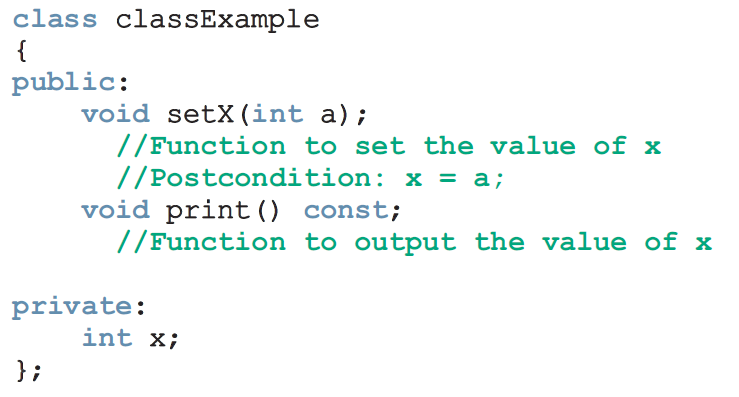 class classExample
{
public:
    void setX(int a);
      //Function to set the value of x
      //Postcondition: x = a;
    void print() const;
      //Function to output the value of x

private:
    int x;
};